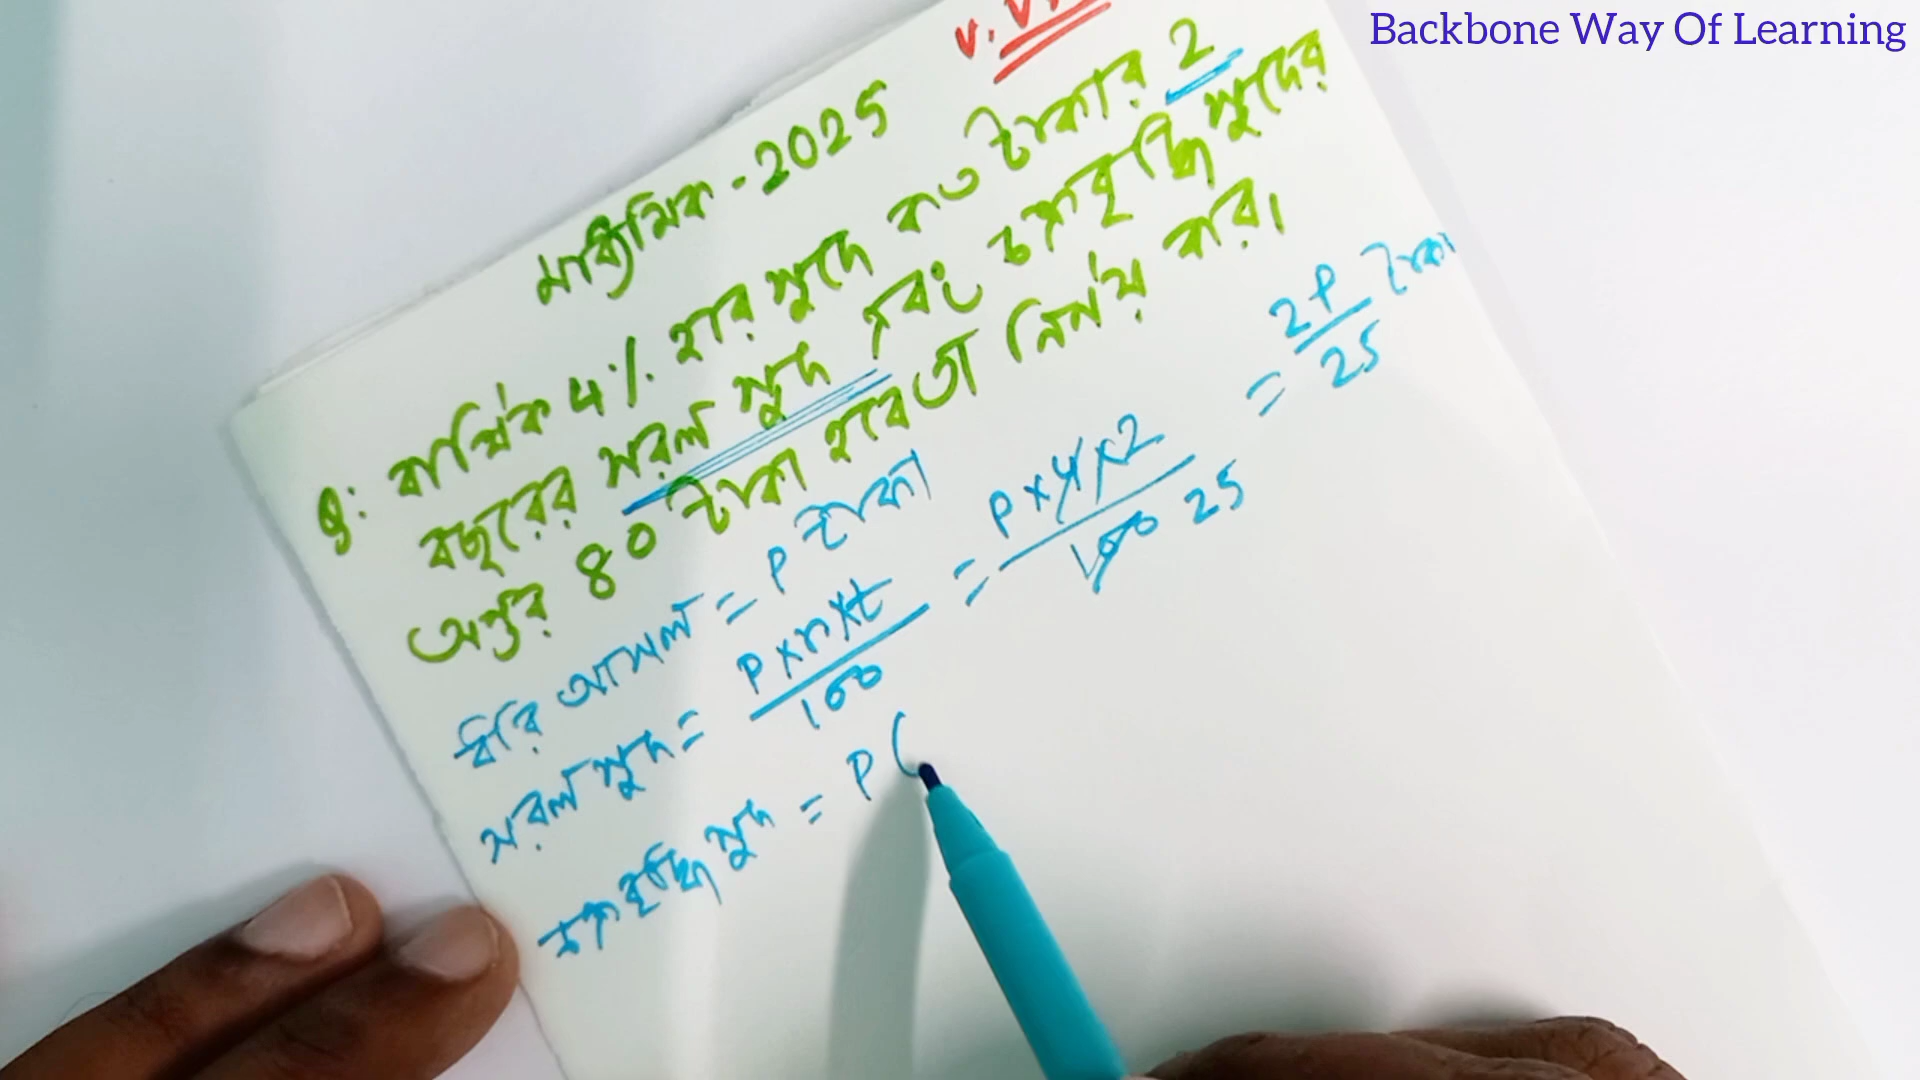 Backbone Way Of Learning
v. v.
মাধ্যমিক - 2025
Q: বার্ষিক 4%. হার সুদে কত টাকার 2
বছরের সরল সুদ এবং চক্রবৃদ্ধি সুদের
অন্তর 80 টাকা হবে তা নির্ণয় করো।
ধরি আসল = P টাকা
সরল সুদ = P×r×t/100 = P×4×2/100 25 = 2P/25 টাকা
চক্রবৃদ্ধি সুদ = P (